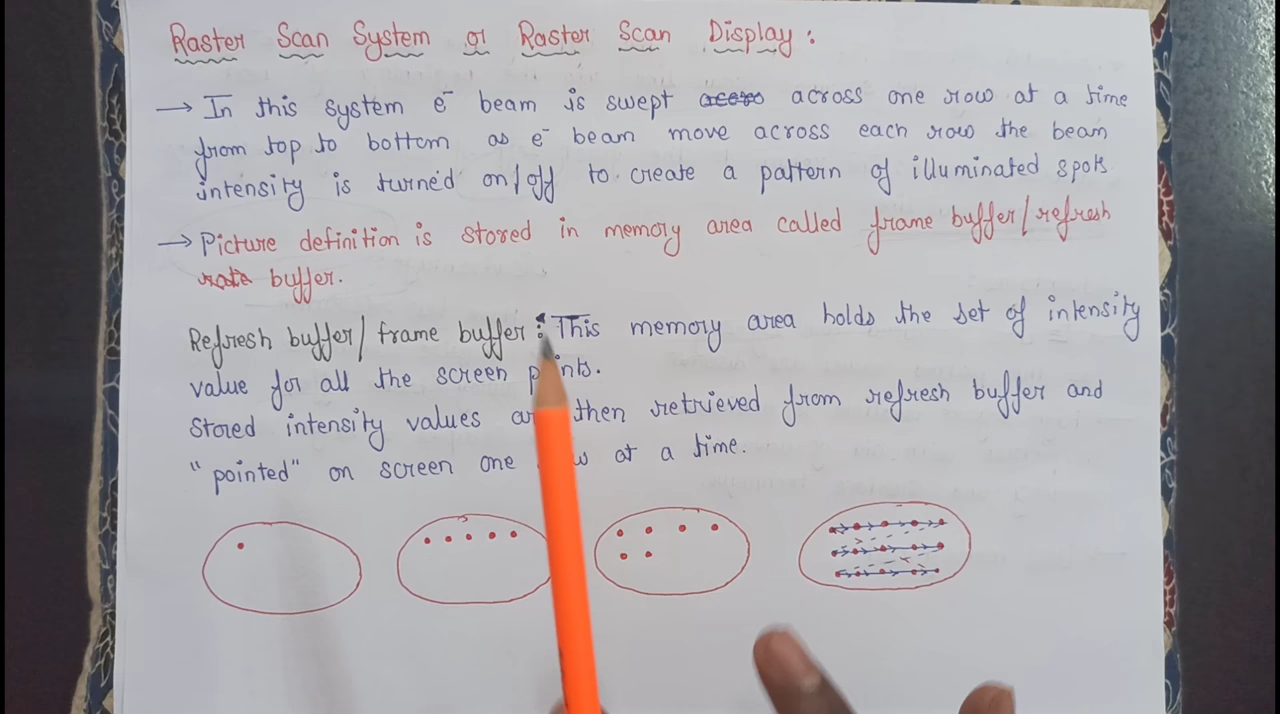 Raster Scan System or Raster Scan Display :
→ In this system e⁻ beam is swept across one row at a time
from top to bottom as e⁻ beam move across each row the beam
intensity is turned on/off to create a pattern of illuminated spots
→ Picture definition is stored in memory area called frame buffer/refresh
buffer.
Refresh buffer/frame buffer : This memory area holds the set of intensity
value for all the screen points.
Stored intensity values then retrieved from refresh buffer and
"pointed" on screen one at a time.